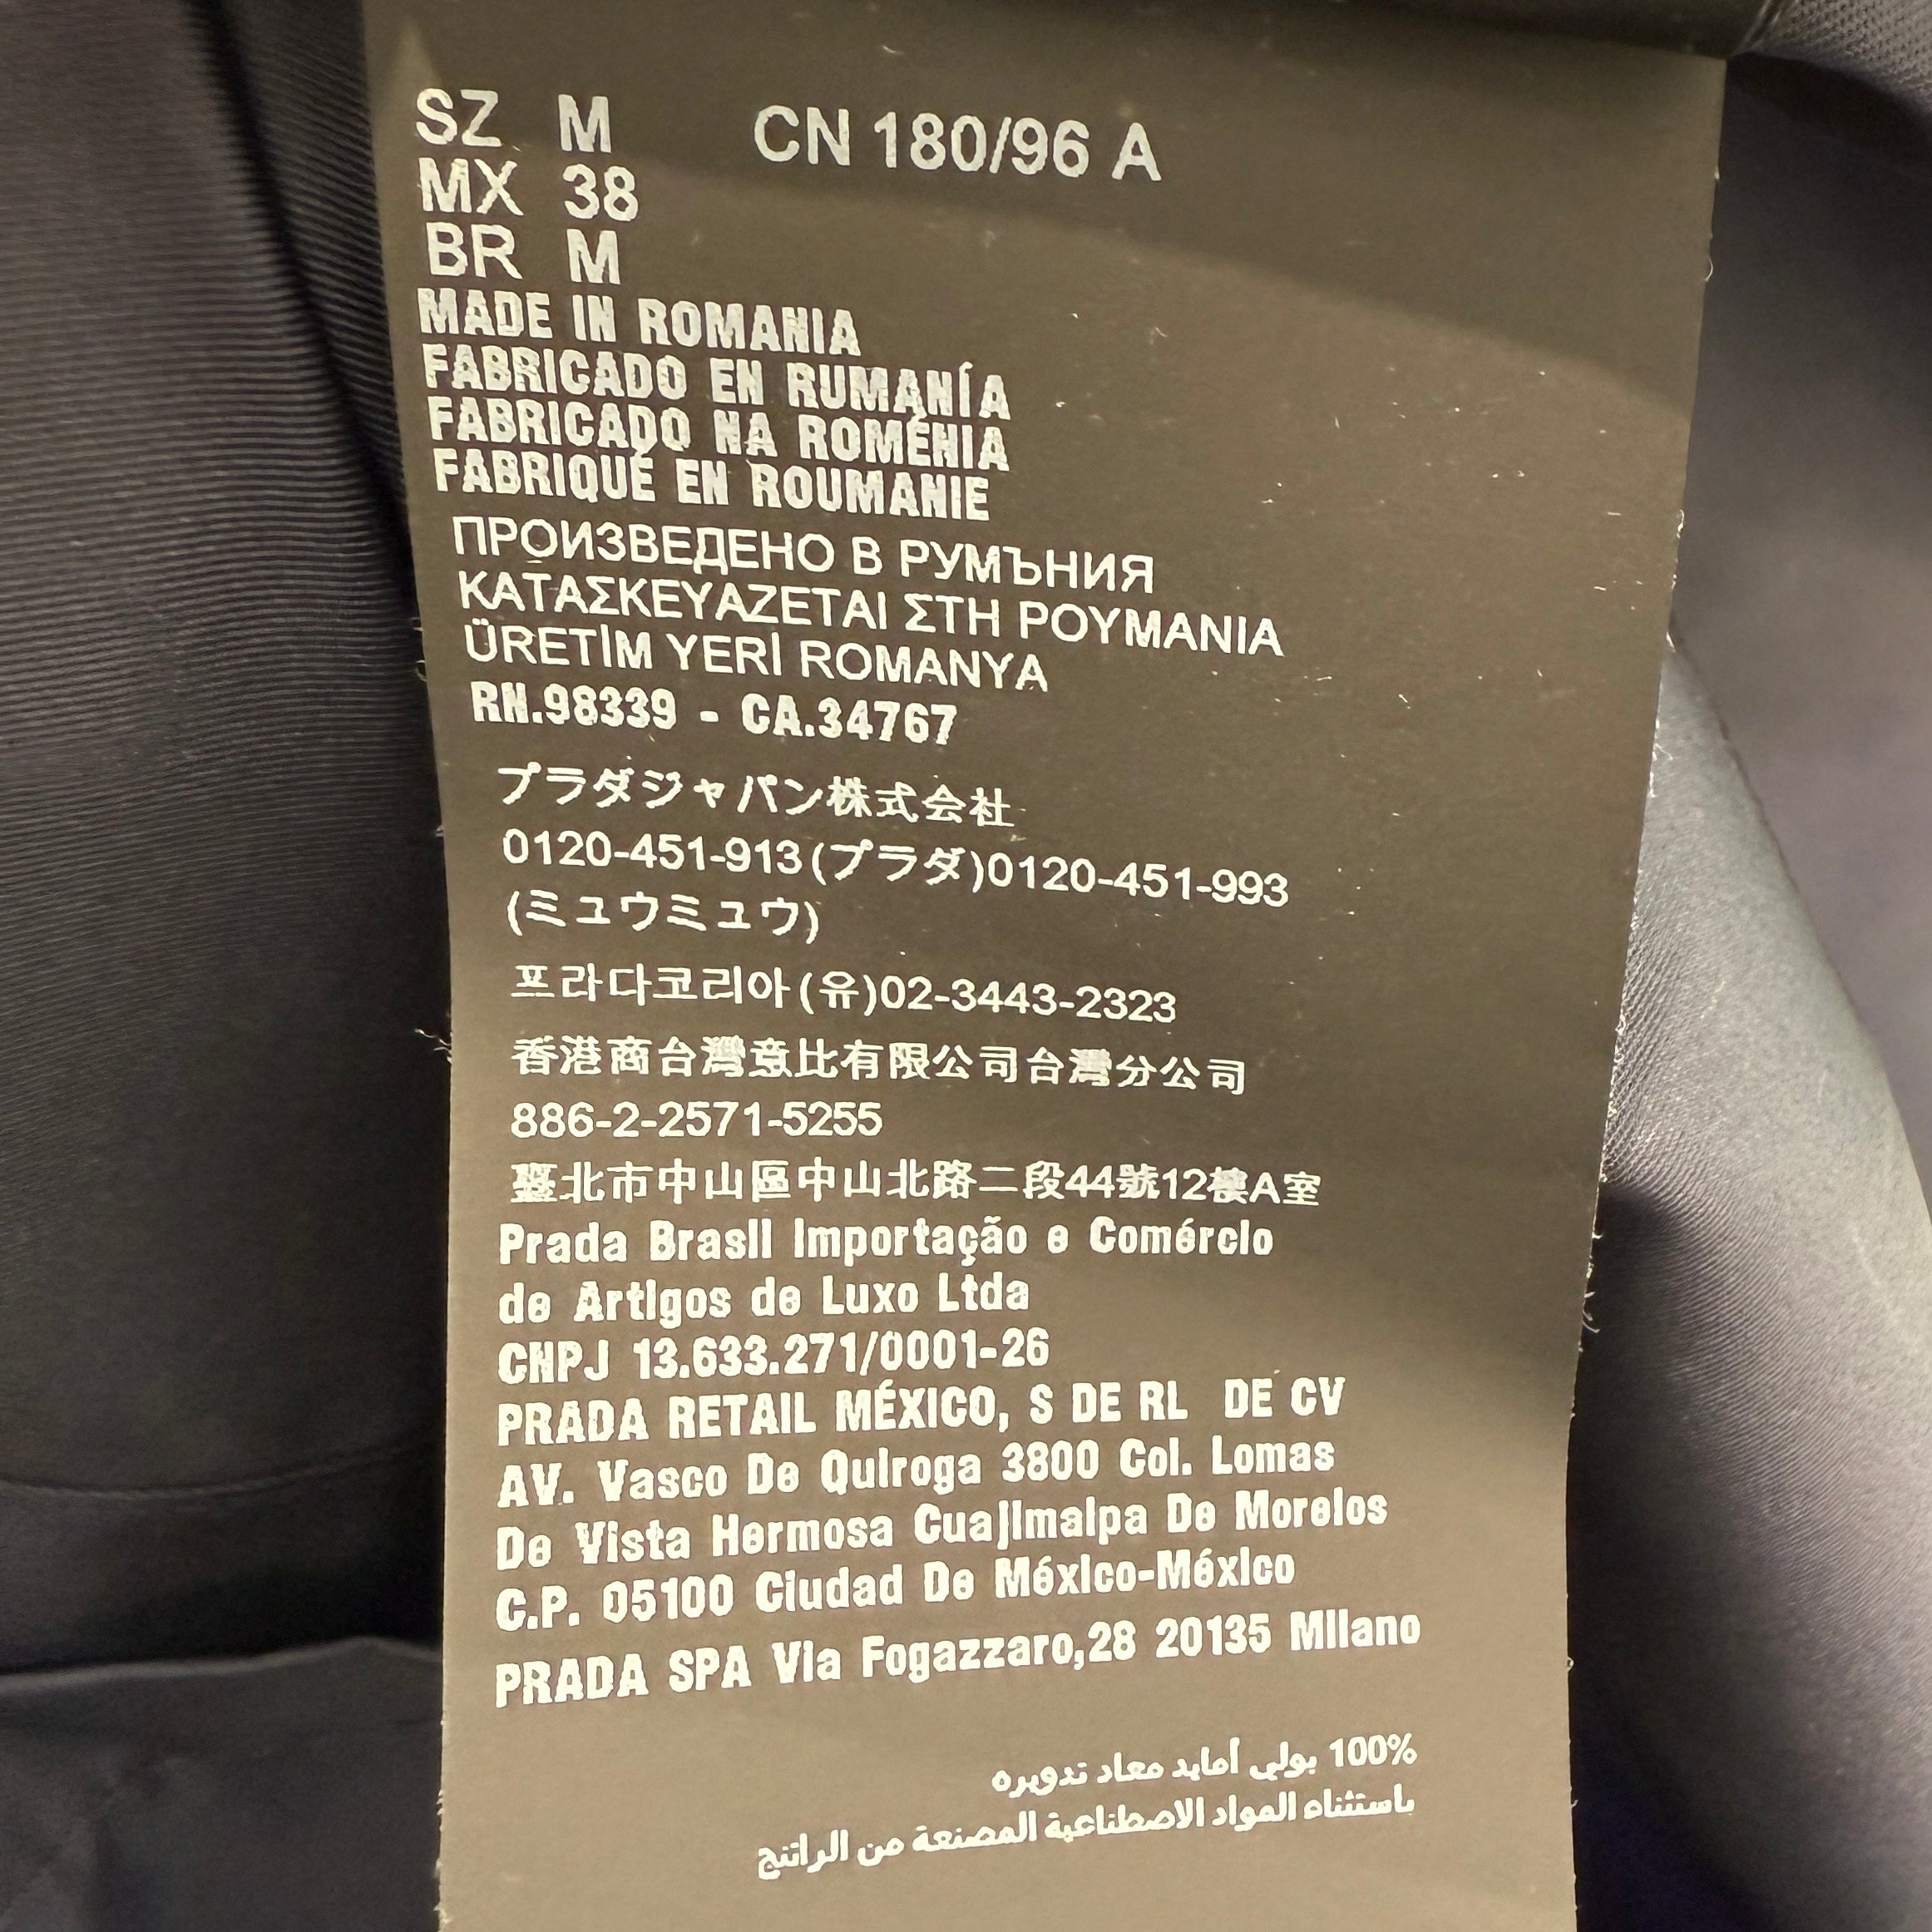 SZ M CN 180/96 A
MX 38
BR M
MADE IN ROMANIA
FABRICADO EN RUMANÍA
FABRICADO NA ROMÉNIA
FABRIQUÉ EN ROUMANIE
ПРОИЗВЕДЕНО В РУМЪНИЯ
ΚΑΤΑΣΚΕΥΑΖΕΤΑΙ ΣΤΗ ΡΟΥΜΑΝΙΑ
ÜRETİM YERİ ROMANYA
RN.98339 - CA.34767
プラダジャパン株式会社
0120-451-913(プラダ)0120-451-993
(ミュウミュウ)
프라다코리아(유)02-3443-2323
香港商台灣意比有限公司台灣分公司
886-2-2571-5255
臺北市中山區中山北路二段44號12樓A室
Prada Brasil Importação e Comércio
de Artigos de Luxo Ltda
CNPJ 13.633.271/0001-26
PRADA RETAIL MÉXICO, S DE RL DE CV
AV. Vasco De Quiroga 3800 Col. Lomas
De Vista Hermosa Cuajimalpa De Morelos
C.P. 05100 Ciudad De México-México
PRADA SPA Via Fogazzaro,28 20135 Milano
100% بولي أمايد معاد تدويره
باستثناء المواد الاصطناعية المصنعة من الراتنج